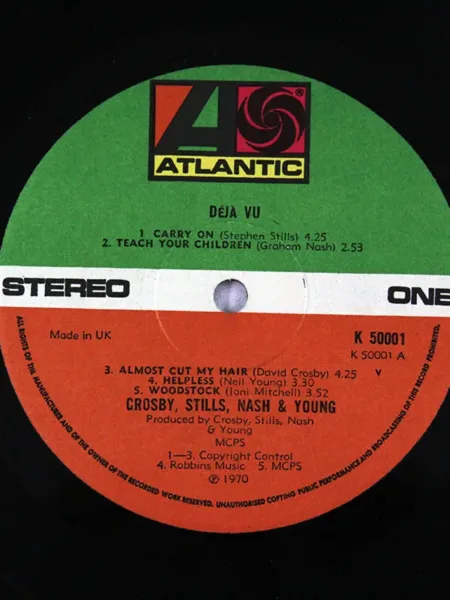 ATLANTIC
DÉJÀ VU
1 CARRY ON (Stephen Stills) 4.25
2. TEACH YOUR CHILDREN (Graham Nash) 2.53
STEREO
ONE
Made in UK
K 50001
K 50001 A
3. ALMOST CUT MY HAIR (David Crosby) 4.25
4. HELPLESS (Neil Young) 3.30
5. WOODSTOCK (Joni Mitchell) 3.52
CROSBY, STILLS, NASH & YOUNG
Produced by Crosby, Stills, Nash
& Young
MCPS
1—3. Copyright Control
4. Robbins Music 5. MCPS
℗ 1970
ALL RIGHTS OF THE MANUFACTURER AND OF THE OWNER OF THE RECORDED WORK RESERVED. UNAUTHORISED COPYING PUBLIC PERFORMANCE AND BROADCASTING OF THIS RECORD PROHIBITED.